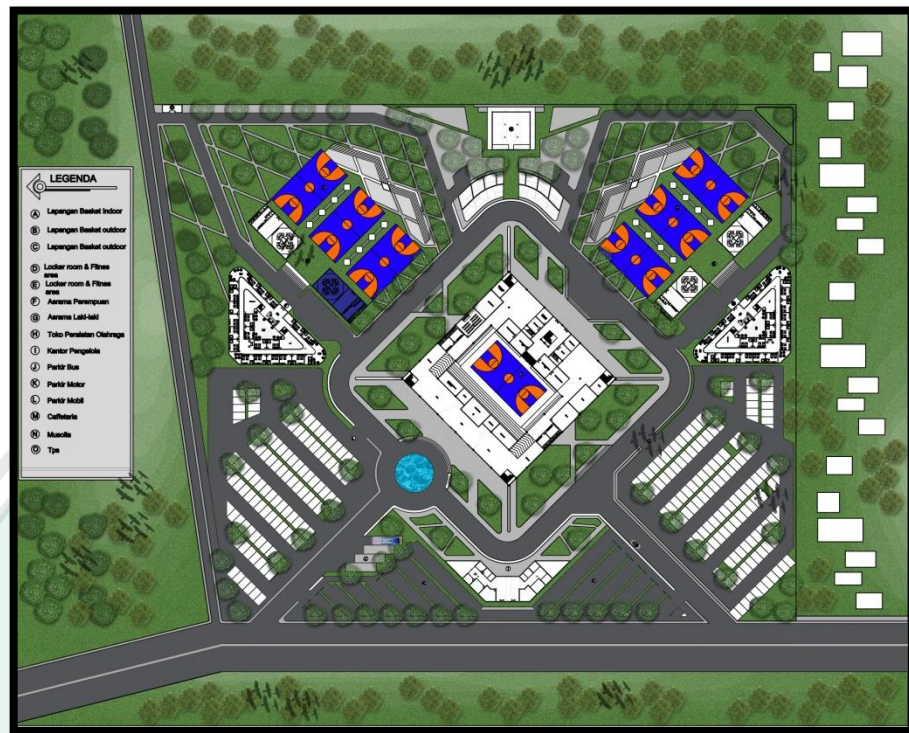 LEGENDA
A Lapangan Basket Indoor
B Lapangan Basket outdoor
C Lapangan Basket outdoor
D Locker room & Fitnes
area
E Locker room & Fitnes
area
F Asrama Perempuan
G Asrama Laki-laki
H Toko Peralatan Olahraga
I Kantor Pengelola
J Parkir Bus
K Parkir Motor
L Parkir Mobil
M Caffetaria
N Musolla
O Tps